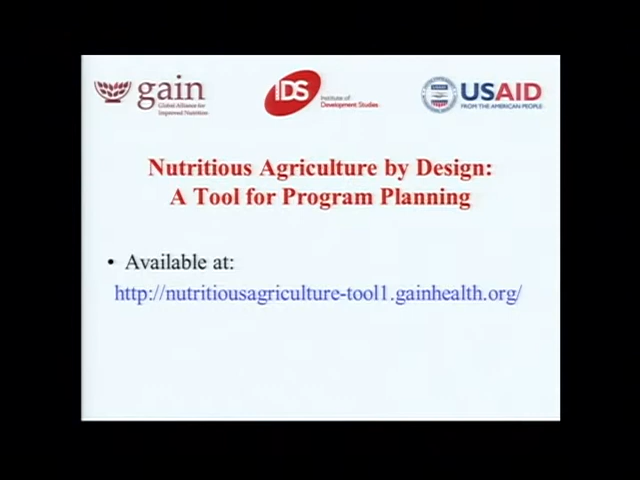 gain
Global Alliance for
Improved Nutrition
IDS
Institute of
Development Studies
USAID
FROM THE AMERICAN PEOPLE
Nutritious Agriculture by Design:
A Tool for Program Planning
• Available at:
http://nutritiousagriculture-tool1.gainhealth.org/